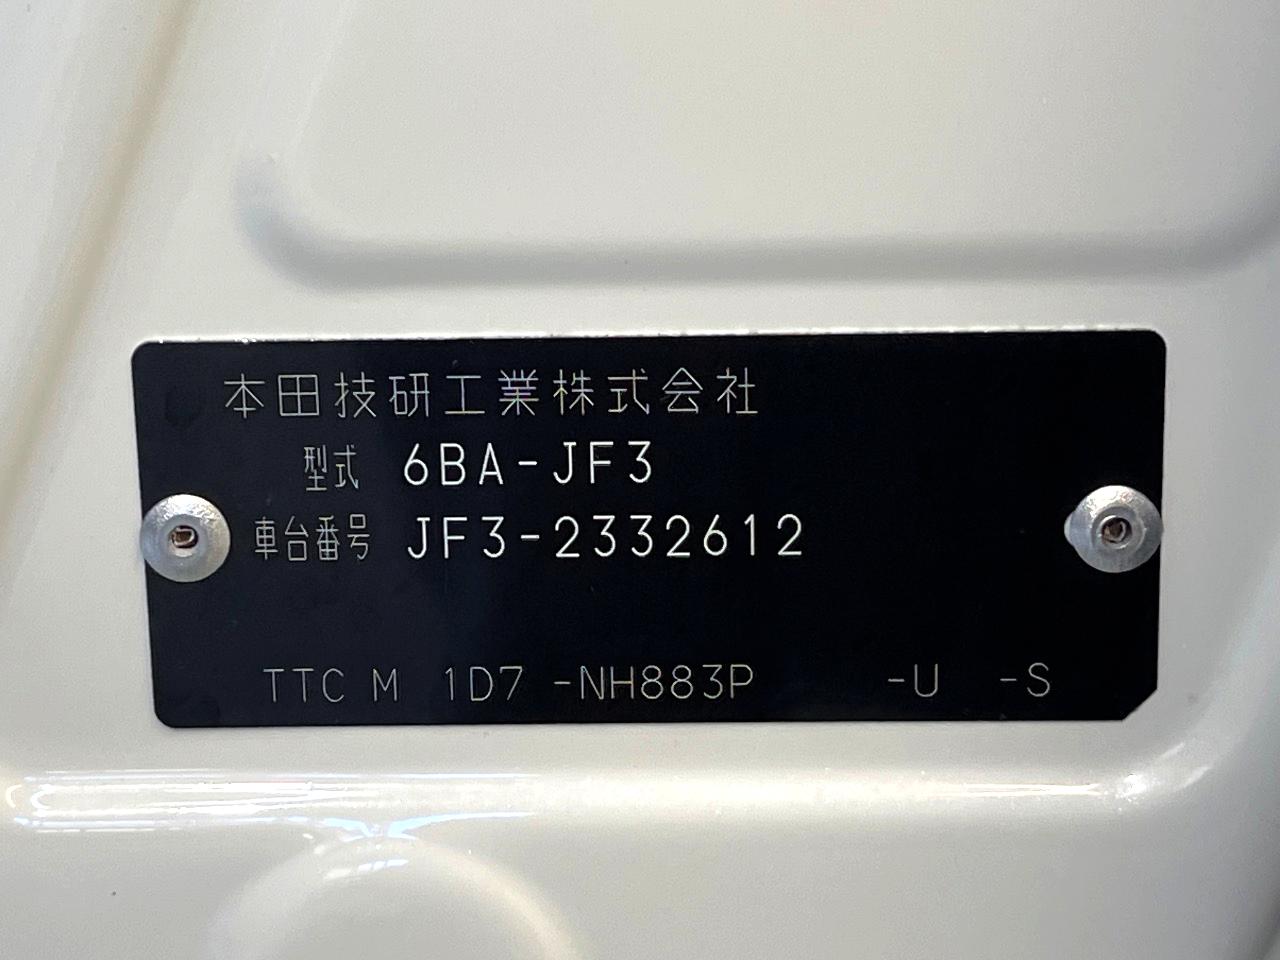 本田技研工業株式会社
型式 6BA-JF3
車台番号 JF3-2332612
TTC M 1D7 -NH883P -U -S